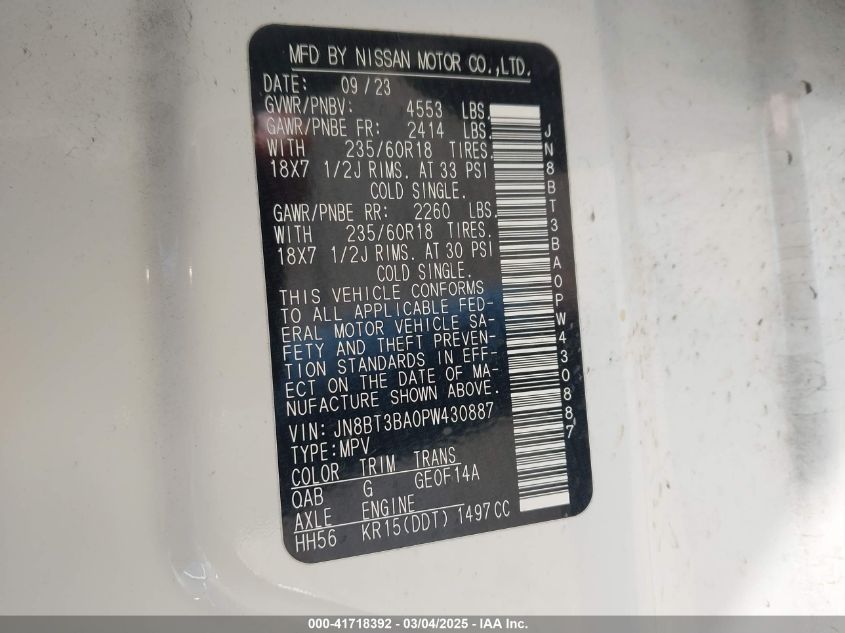 MFD BY NISSAN MOTOR CO.,LTD.
DATE: 09/23
GVWR/PNBV: 4553 LBS.
GAWR/PNBE FR: 2414 LBS.
WITH 235/60R18 TIRES.
18X7 1/2J RIMS. AT 33 PSI
COLD SINGLE.
GAWR/PNBE RR: 2260 LBS.
WITH 235/60R18 TIRES.
18X7 1/2J RIMS. AT 30 PSI
COLD SINGLE.
THIS VEHICLE CONFORMS
TO ALL APPLICABLE FED-
ERAL MOTOR VEHICLE SA-
FETY AND THEFT PREVEN-
TION STANDARDS IN EFF-
ECT ON THE DATE OF MA-
NUFACTURE SHOWN ABOVE.
VIN: JN8BT3BA0PW430887
TYPE:MPV
COLOR TRIM TRANS
QAB G GE0F14A
AXLE ENGINE
HH56 KR15(DDT) 1497CC
JN8BT3BA0PW430887
000-41718392 — 03/04/2025 — IAA Inc.